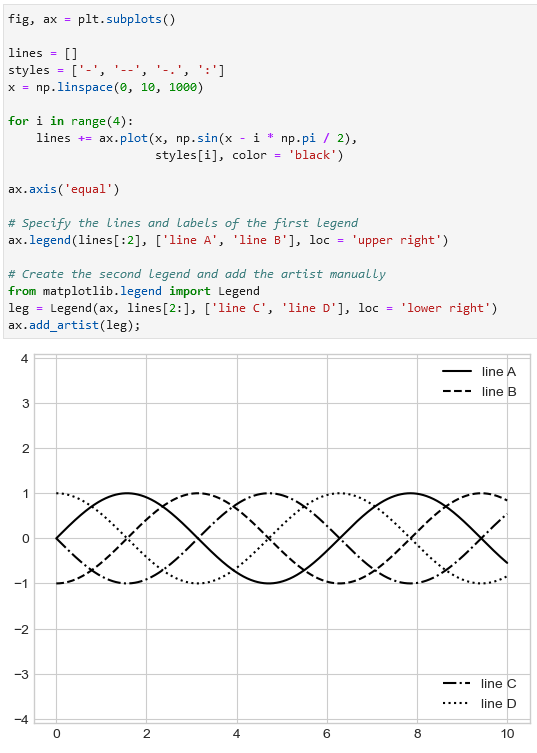 fig, ax = plt.subplots()
lines = []
styles = ['-', '--', '-.', ':']
x = np.linspace(0, 10, 1000)
for i in range(4):
    lines += ax.plot(x, np.sin(x - i * np.pi / 2),
                    styles[i], color = 'black')
ax.axis('equal')
# Specify the lines and labels of the first legend
ax.legend(lines[:2], ['line A', 'line B'], loc = 'upper right')
# Create the second legend and add the artist manually
from matplotlib.legend import Legend
leg = Legend(ax, lines[2:], ['line C', 'line D'], loc = 'lower right')
ax.add_artist(leg);
4
3
2
1
0
−1
−2
−3
−4
line A
line B
line C
line D
0 2 4 6 8 10